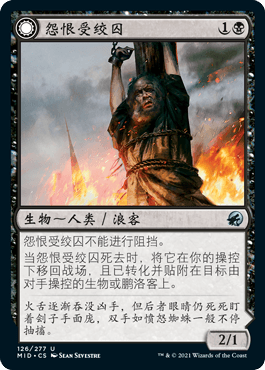 怨恨受绞囚 1
生物～人类／浪客
怨恨受绞囚不能进行阻挡。
当怨恨受绞囚死去时，将它在你的操控
下移回战场，且已转化并贴附在目标由
对手操控的生物或鹏洛客上。
火舌逐渐吞没凶手，但后者眼睛仍死死盯
着刽子手面庞，双手如愤怒蜘蛛一般不停
抽搐。
2/1
126/277 U
MID • CS SEAN SEVESTRE
™ & © 2021 Wizards of the Coast